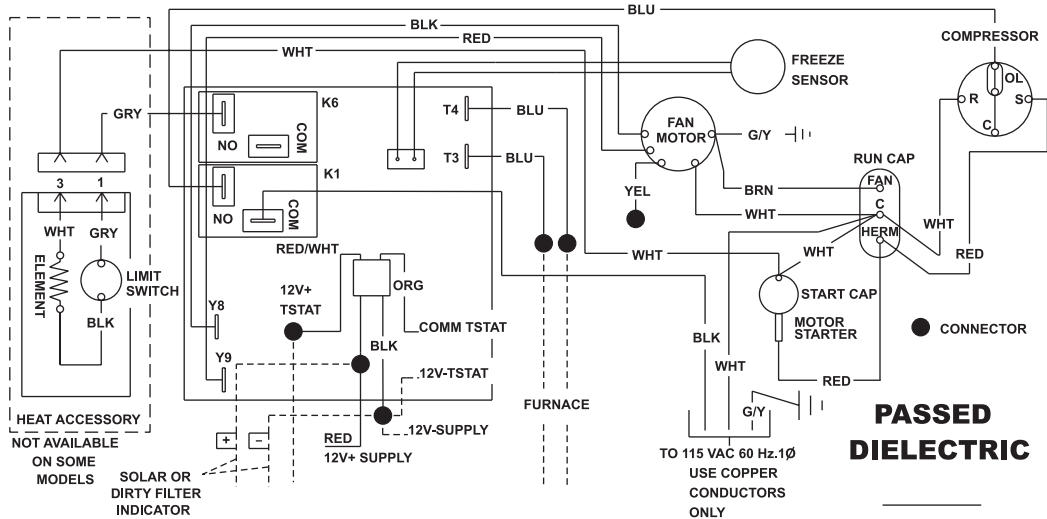 BLU
BLK
RED
WHT
COMPRESSOR
OL
R
S
C
FREEZE
SENSOR
K6
NO
COM
GRY
T4
BLU
T3
BLU
FAN
MOTOR
G/Y
K1
NO
COM
3
1
WHT
GRY
ELEMENT
LIMIT
SWITCH
BLK
YEL
BRN
WHT
RUN CAP
FAN
C
HERM
WHT
RED
RED/WHT
12V+
TSTAT
ORG
COMM TSTAT
BLK
WHT
WHT
START CAP
MOTOR
STARTER
CONNECTOR
Y8
Y9
12V-TSTAT
12V-SUPPLY
FURNACE
BLK
WHT
G/Y
RED
HEAT ACCESSORY
NOT AVAILABLE
ON SOME
MODELS
+
−
SOLAR OR
DIRTY FILTER
INDICATOR
RED
12V+ SUPPLY
TO 115 VAC 60 Hz.1Ø
USE COPPER
CONDUCTORS
ONLY
PASSED
DIELECTRIC